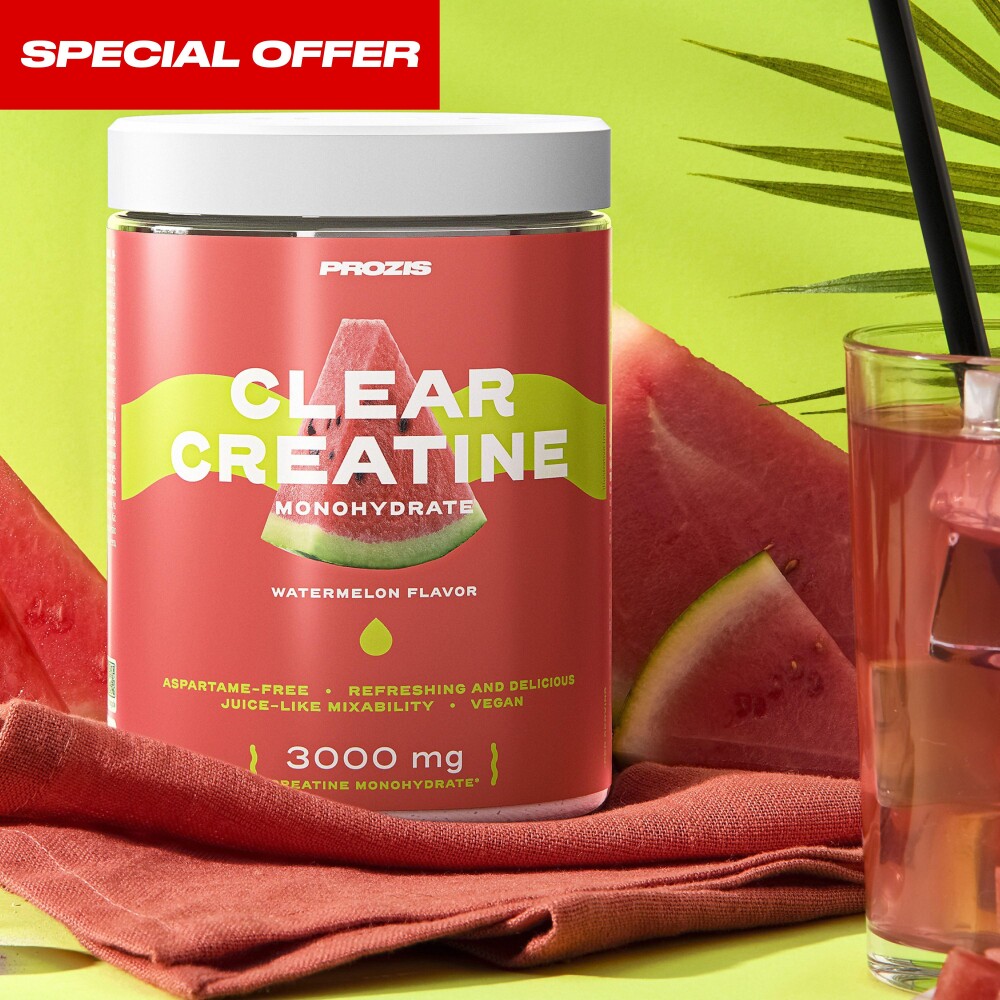 SPECIAL OFFER
PROZIS
CLEAR
CREATINE
MONOHYDRATE
WATERMELON FLAVOR
ASPARTAME-FREE • REFRESHING AND DELICIOUS
JUICE-LIKE MIXABILITY • VEGAN
3000 mg
CREATINE MONOHYDRATE*